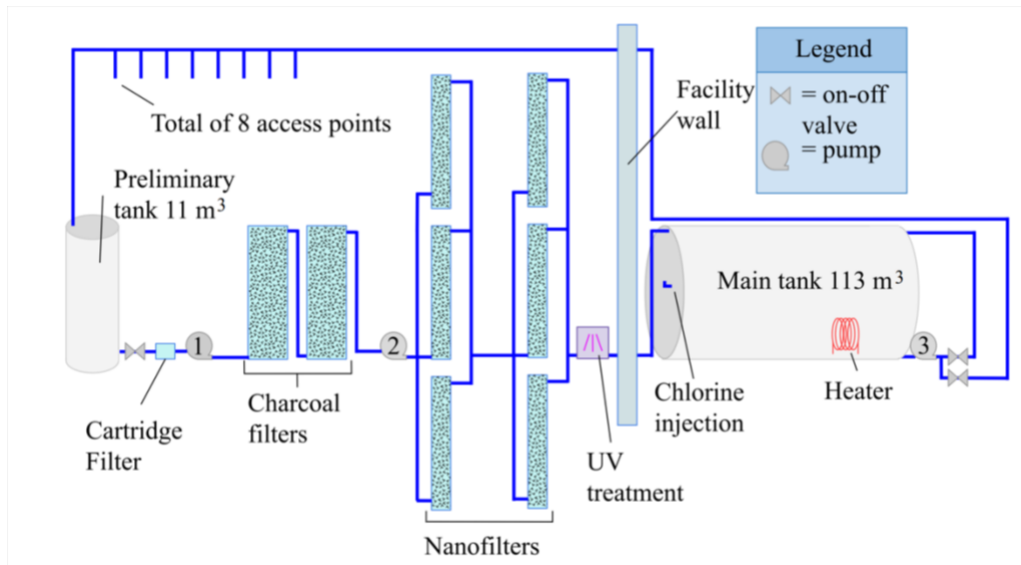 Legend
= on-off
valve
= pump
Facility
wall
Total of 8 access points
Preliminary
tank 11 m³
Main tank 113 m³
1
2
3
Cartridge
Filter
Charcoal
filters
Nanofilters
UV
treatment
Chlorine
injection
Heater